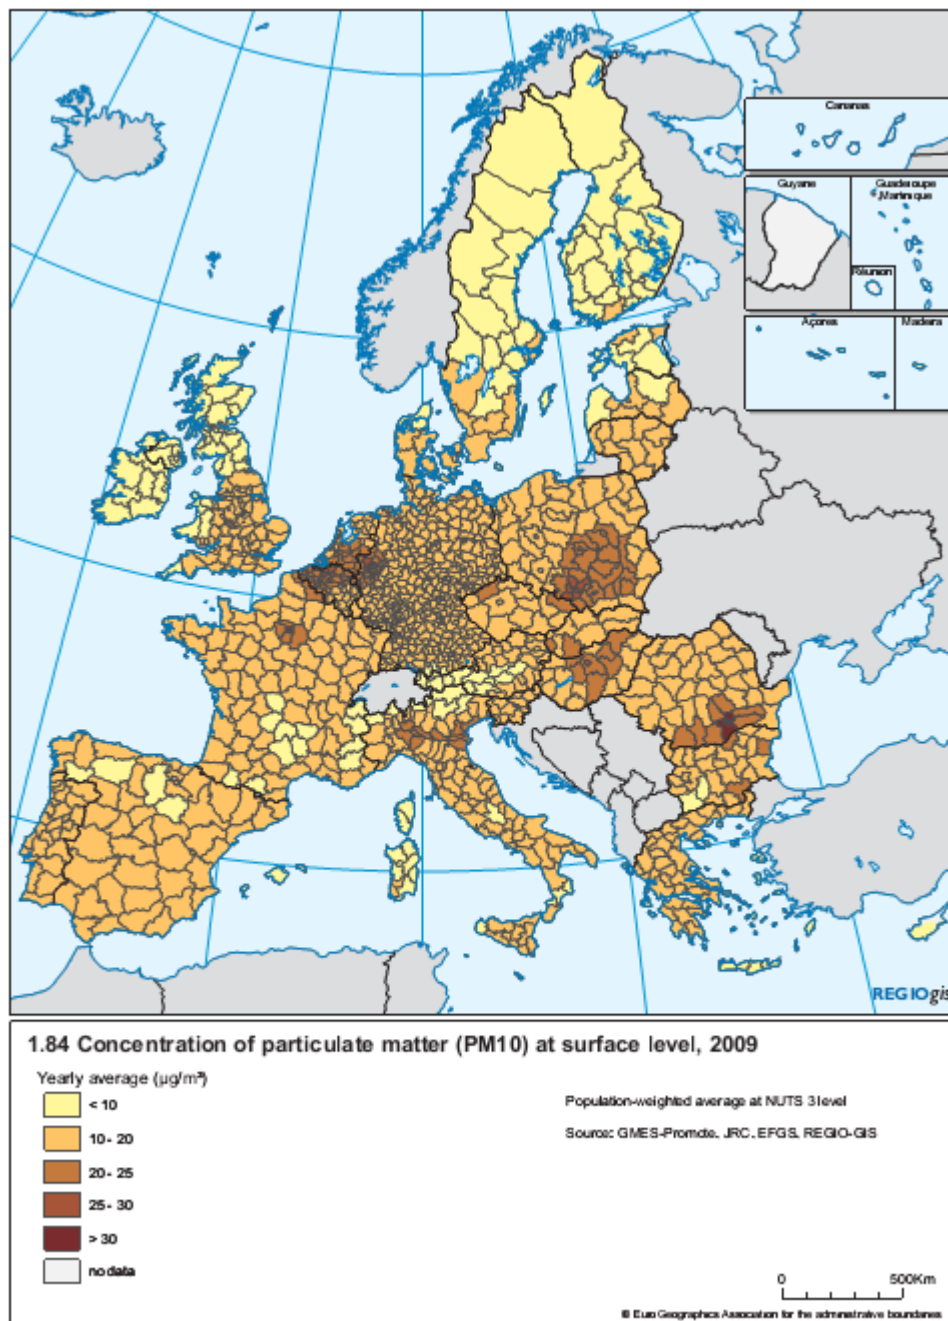 Canarias
Guyane
Guadeloupe
Martinique
Réunion
Açores
Madeira
REGIOgis
1.84 Concentration of particulate matter (PM10) at surface level, 2009
Yearly average (µg/m³)
< 10
10 - 20
20 - 25
25 - 30
> 30
no data
Population-weighted average at NUTS 3 level
Source: GMES-Promote, JRC, EFGS, REGIO-GIS
0 500Km
© EuroGeographics Association for the administrative boundaries